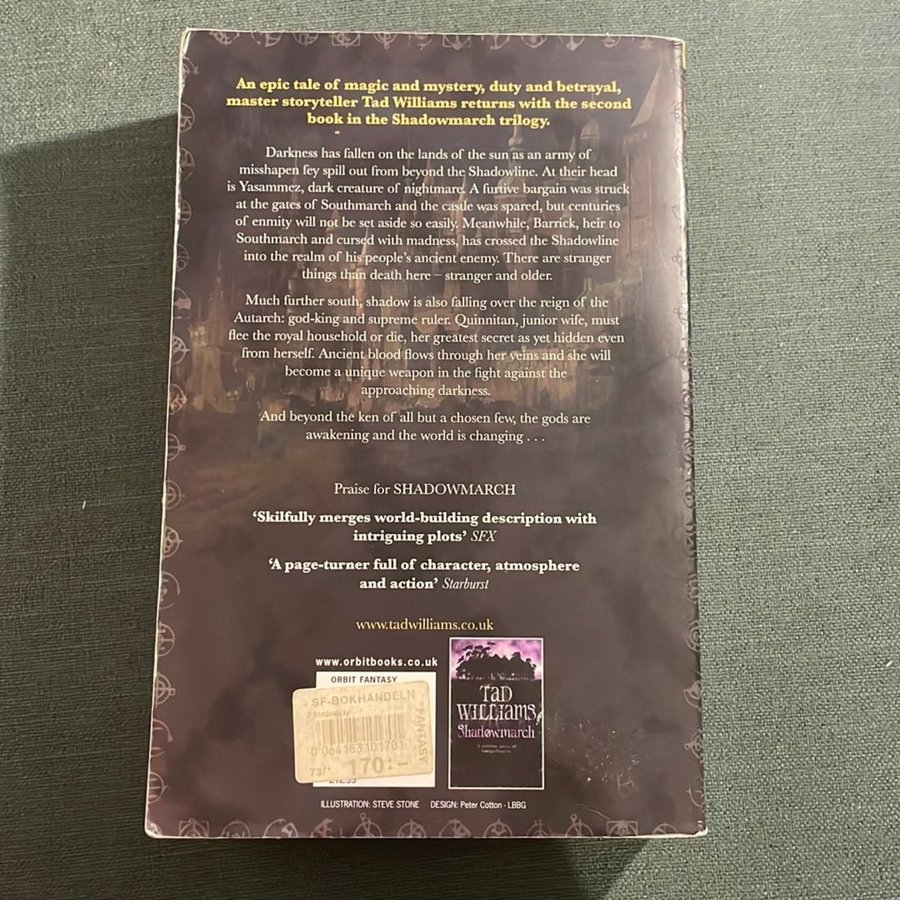 An epic tale of magic and mystery, duty and betrayal,
master storyteller Tad Williams returns with the second
book in the Shadowmarch trilogy.
Darkness has fallen on the lands of the sun as an army of
misshapen fey spill out from beyond the Shadowline. At their head
is Yasammez, dark creature of nightmare. A furtive bargain was struck
at the gates of Southmarch and the castle was spared, but centuries
of enmity will not be set aside so easily. Meanwhile, Barrick, heir to
Southmarch and cursed with madness, has crossed the Shadowline
into the realm of his people's ancient enemy. There are stranger
things than death here – stranger and older.
Much further south, shadow is also falling over the reign of the
Autarch: god-king and supreme ruler. Quinnitan, junior wife, must
flee the royal household or die, her greatest secret as yet hidden even
from herself. Ancient blood flows through her veins and she will
become a unique weapon in the fight against the
approaching darkness.
And beyond the ken of all but a chosen few, the gods are
awakening and the world is changing . . .
Praise for SHADOWMARCH
'Skilfully merges world-building description with
intriguing plots' SFX
'A page-turner full of character, atmosphere
and action' Starburst
www.tadwilliams.co.uk
www.orbitbooks.co.uk
ORBIT FANTASY
SF-BOKHANDELN
FANTASY
0 064183 101701
73/ 170:-
TAD
WILLIAMS
Shadowmarch
ILLUSTRATION: STEVE STONE DESIGN: Peter Cotton - LBBG